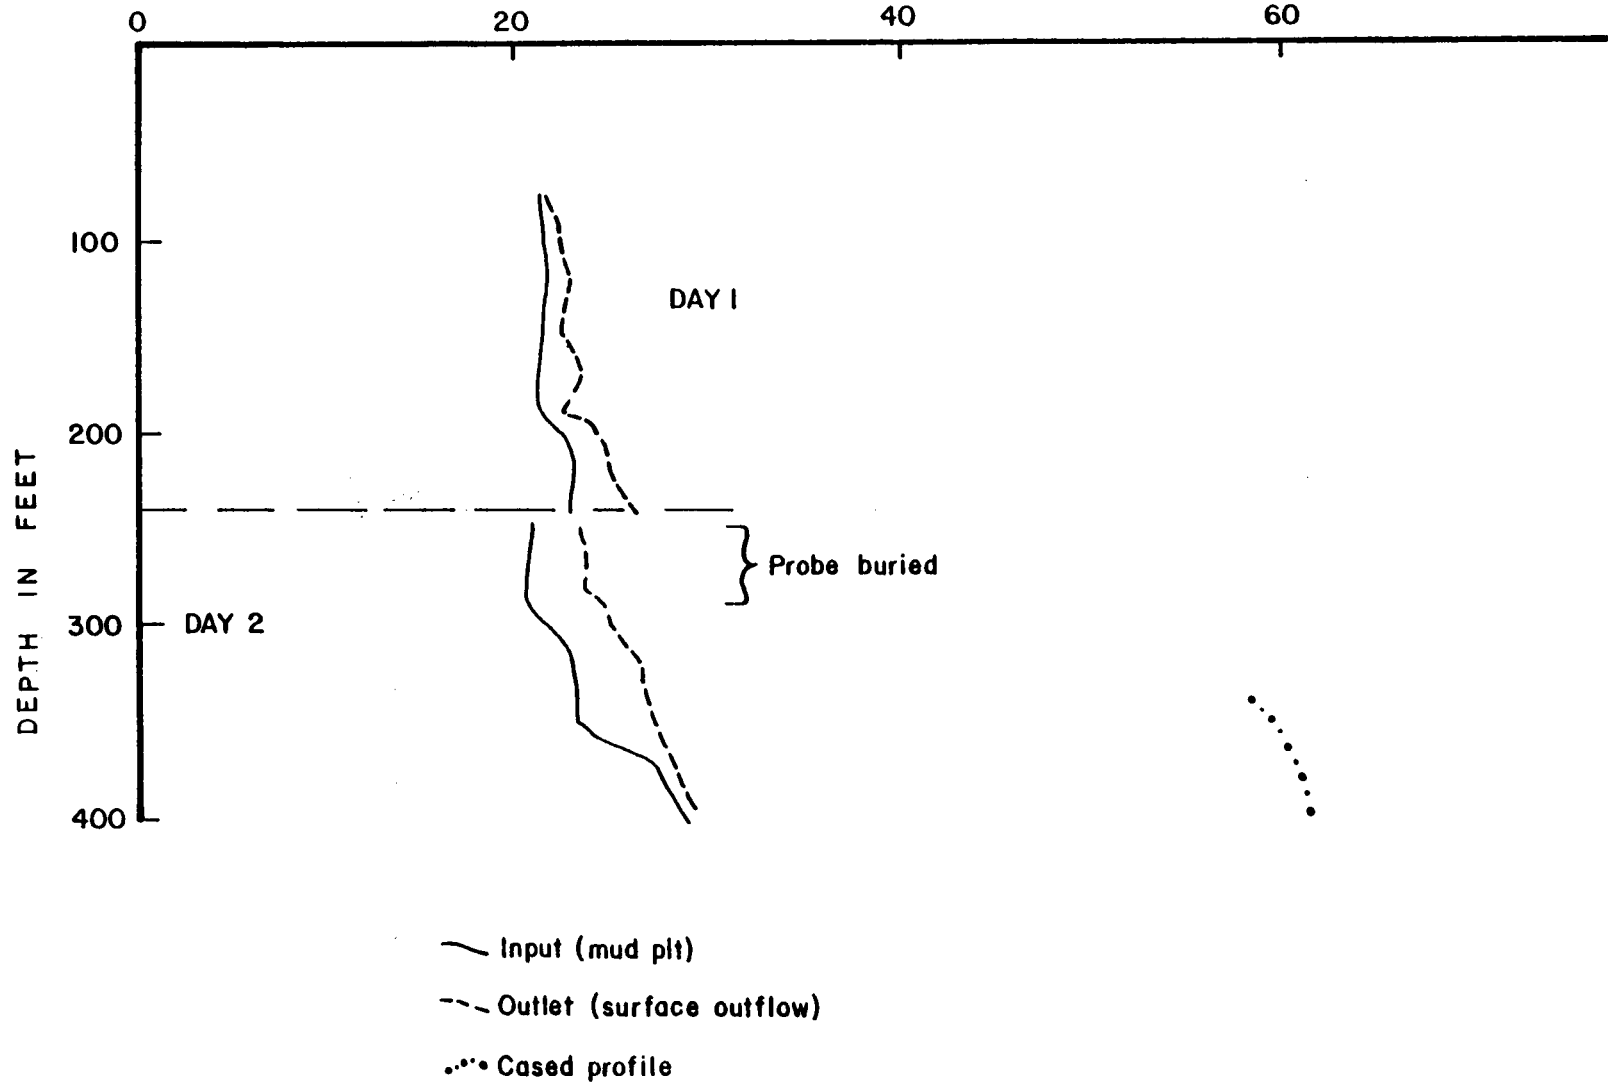 0 20 40 60
100
DAY 1
200
DEPTH IN FEET
Probe buried
300
DAY 2
400
Input (mud pit)
Outlet (surface outflow)
Cased profile